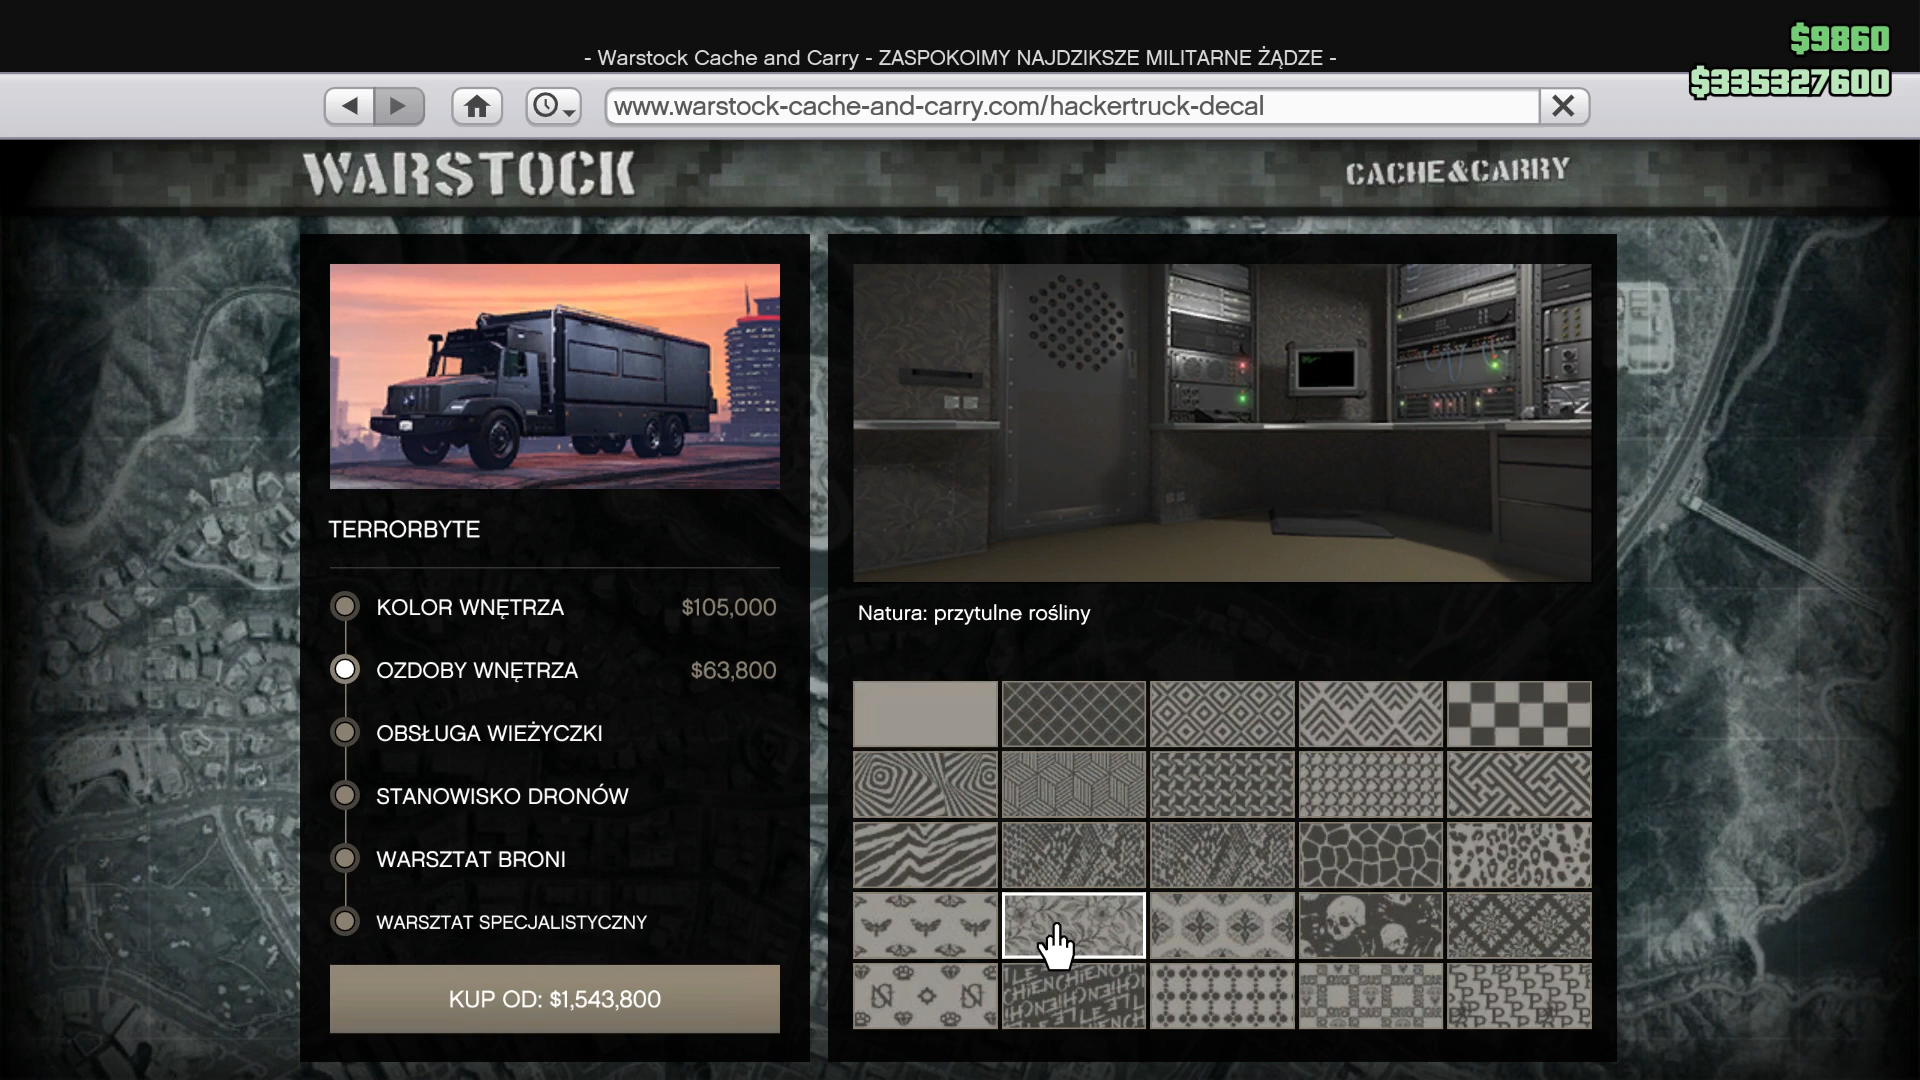 $9860
- Warstock Cache and Carry - ZASPOKOIMY NAJDZIKSZE MILITARNE ŻĄDZE -
$335327600
www.warstock-cache-and-carry.com/hackertruck-decal
WARSTOCK
CACHE&CARRY
TERRORBYTE
KOLOR WNĘTRZA $105,000
OZDOBY WNĘTRZA $63,800
OBSŁUGA WIEŻYCZKI
STANOWISKO DRONÓW
WARSZTAT BRONI
WARSZTAT SPECJALISTYCZNY
KUP OD: $1,543,800
Natura: przytulne rośliny